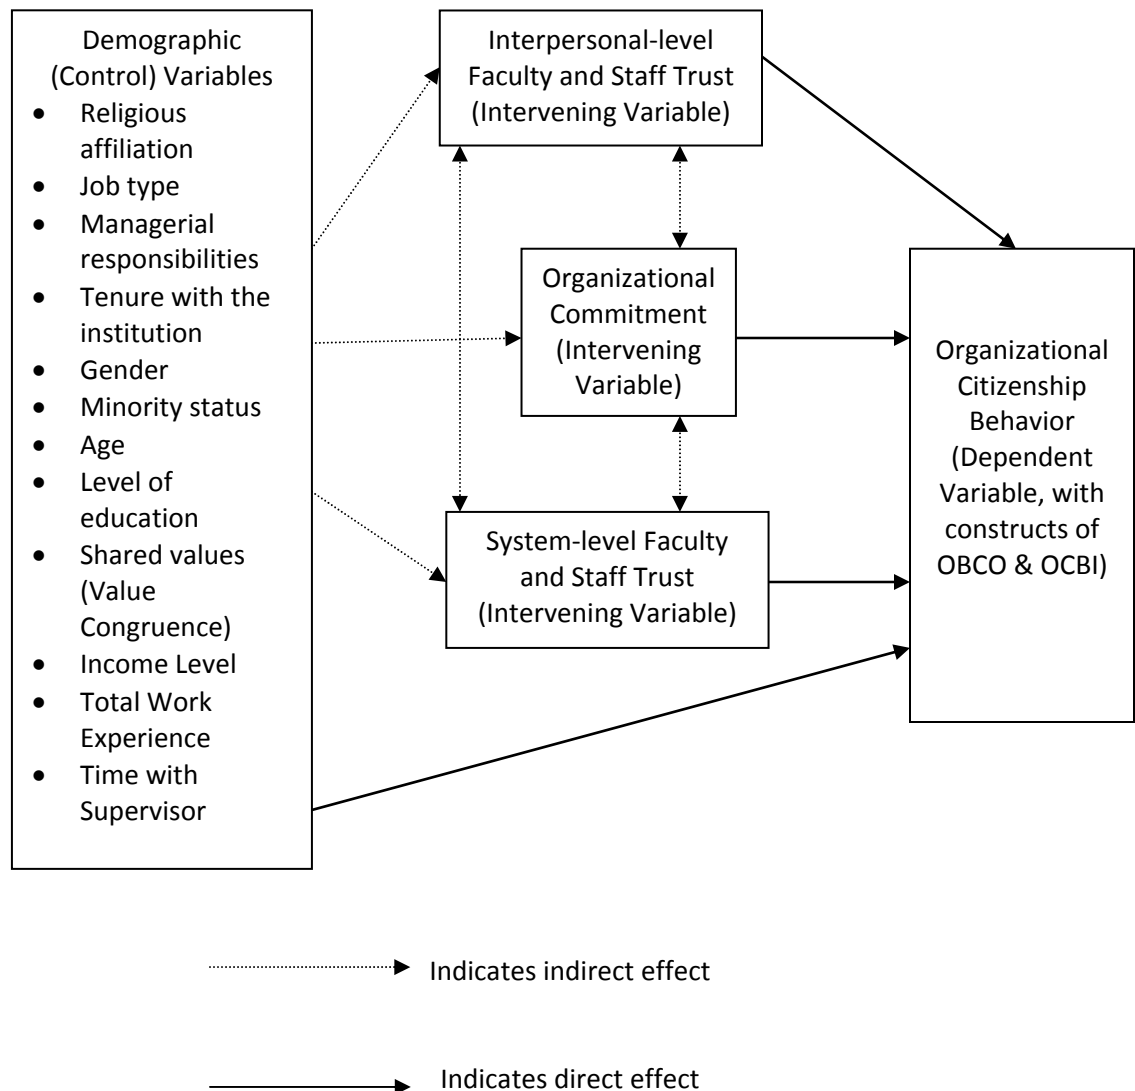 Demographic
(Control) Variables
• Religious
affiliation
• Job type
• Managerial
responsibilities
• Tenure with the
institution
• Gender
• Minority status
• Age
• Level of
education
• Shared values
(Value
Congruence)
• Income Level
• Total Work
Experience
• Time with
Supervisor
Interpersonal-level
Faculty and Staff Trust
(Intervening Variable)
Organizational
Commitment
(Intervening
Variable)
System-level Faculty
and Staff Trust
(Intervening Variable)
Organizational
Citizenship
Behavior
(Dependent
Variable, with
constructs of
OBCO & OCBI)
Indicates indirect effect
Indicates direct effect